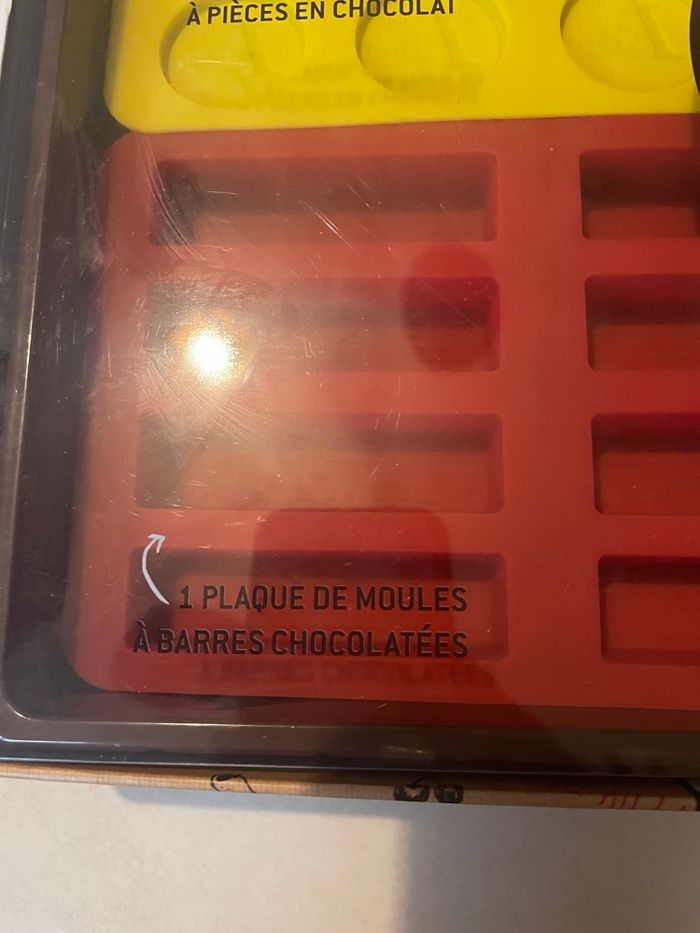 À PIÈCES EN CHOCOLAT
1 PLAQUE DE MOULES
À BARRES CHOCOLATÉES